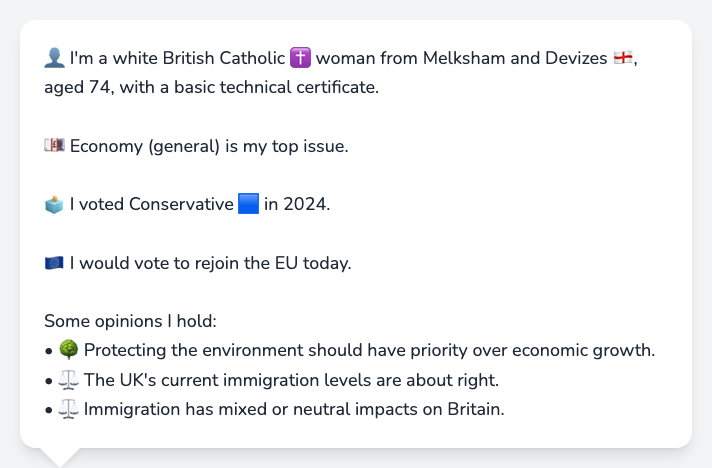 👤 I'm a white British Catholic ✝️ woman from Melksham and Devizes 🏴󠁧󠁢󠁥󠁮󠁧󠁿,
aged 74, with a basic technical certificate.
💷 Economy (general) is my top issue.
🗳️ I voted Conservative 🟦 in 2024.
🇪🇺 I would vote to rejoin the EU today.
Some opinions I hold:
• 🌳 Protecting the environment should have priority over economic growth.
• ⚖️ The UK's current immigration levels are about right.
• ⚖️ Immigration has mixed or neutral impacts on Britain.